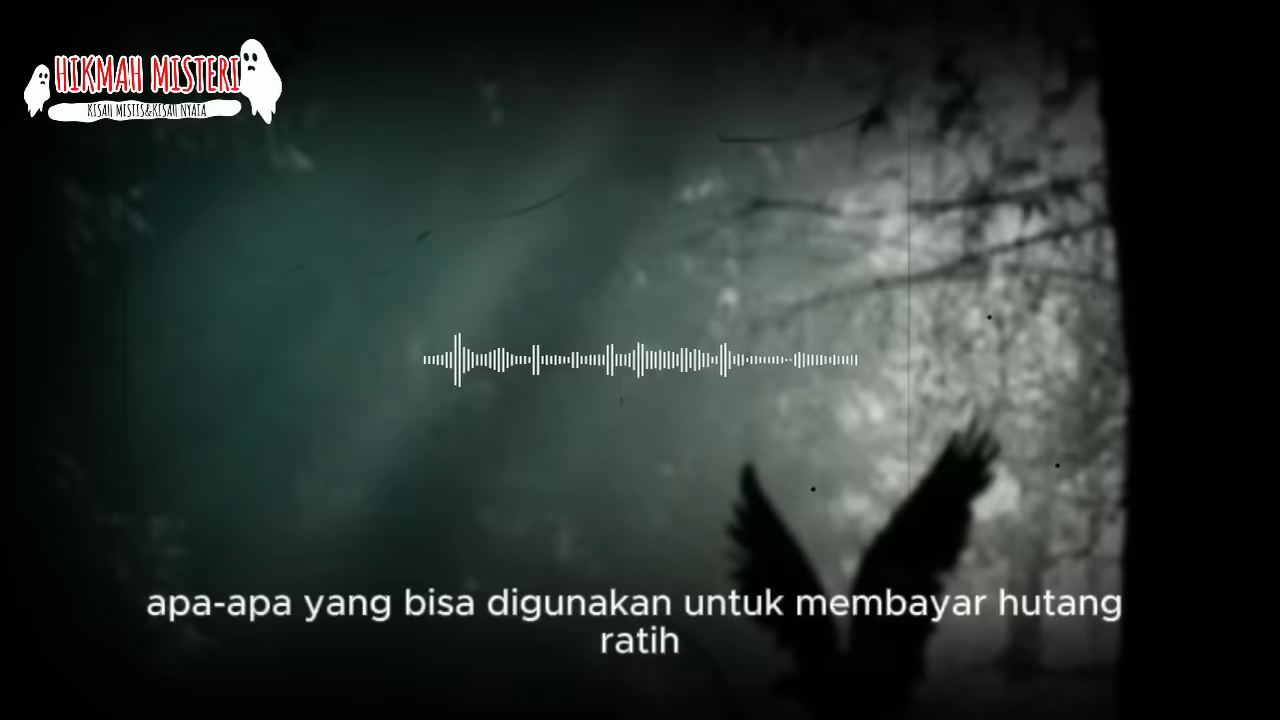 HIKMAH MISTERI
KISAH MISTIS&KISAH NYATA
apa-apa yang bisa digunakan untuk membayar hutang
ratih